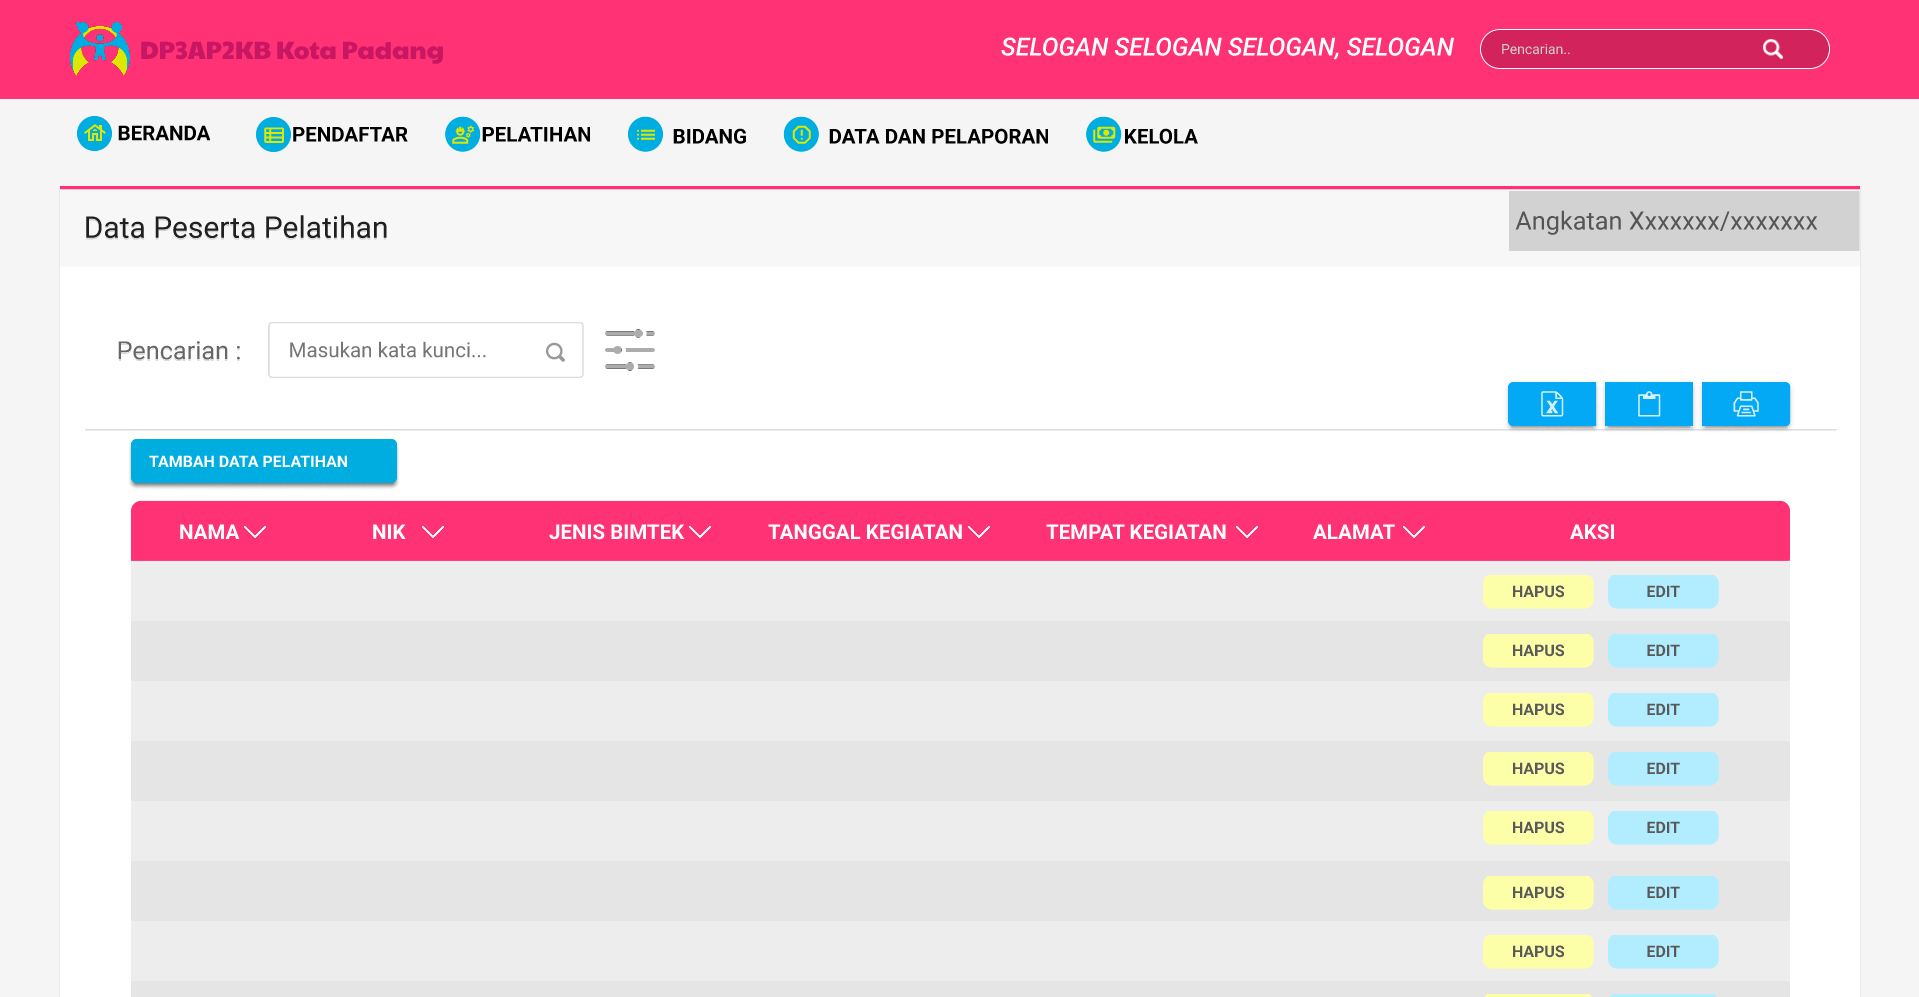 DP3AP2KB Kota Padang
SELOGAN SELOGAN SELOGAN, SELOGAN
Pencarian..
BERANDA
PENDAFTAR
PELATIHAN
BIDANG
DATA DAN PELAPORAN
KELOLA
Data Peserta Pelatihan
Angkatan Xxxxxxx/xxxxxxx
Pencarian :
Masukan kata kunci...
TAMBAH DATA PELATIHAN
NAMA NIK JENIS BIMTEK TANGGAL KEGIATAN TEMPAT KEGIATAN ALAMAT AKSI
HAPUS EDIT
HAPUS EDIT
HAPUS EDIT
HAPUS EDIT
HAPUS EDIT
HAPUS EDIT
HAPUS EDIT